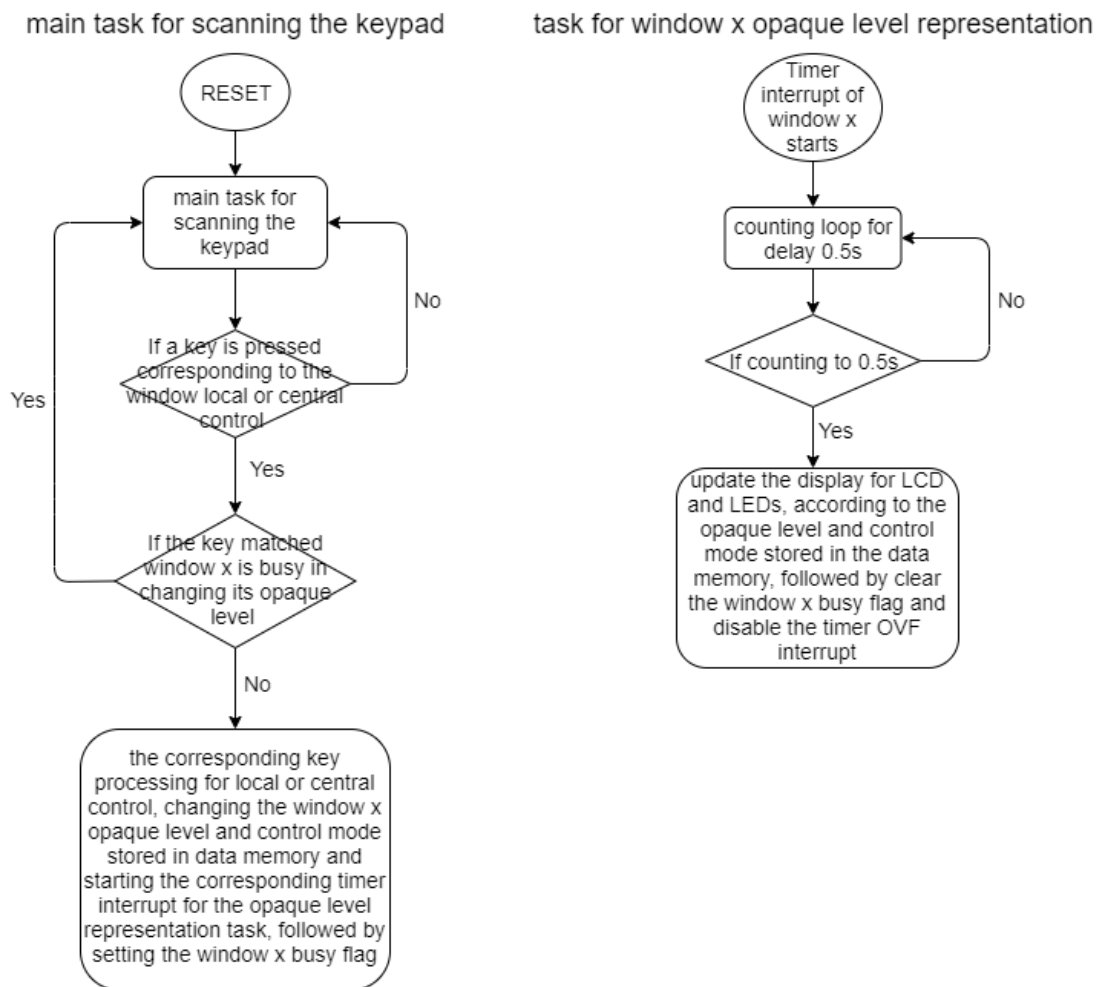 main task for scanning the keypad
RESET
main task for
scanning the
keypad
No
If a key is pressed
corresponding to the
window local or central
control
Yes
Yes
If the key matched
window x is busy in
changing its opaque
level
No
the corresponding key
processing for local or central
control, changing the window x
opaque level and control mode
stored in data memory and
starting the corresponding timer
interrupt for the opaque level
representation task, followed by
setting the window x busy flag
task for window x opaque level representation
Timer
interrupt of
window x
starts
counting loop for
delay 0.5s
No
If counting to 0.5s
Yes
update the display for LCD
and LEDs, according to the
opaque level and control
mode stored in the data
memory, followed by clear
the window x busy flag and
disable the timer OVF
interrupt